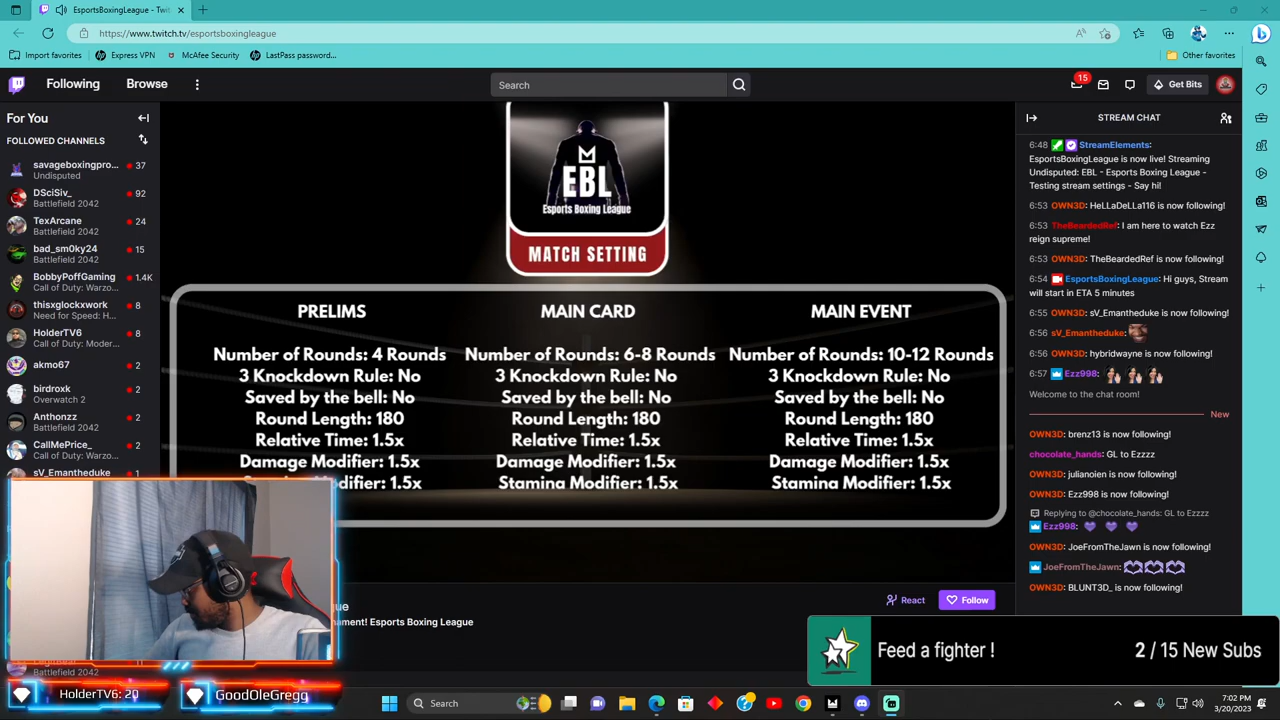 EsportsBoxingLeague - Twitch
https://www.twitch.tv/esportsboxingleague
Import favorites
Express VPN
McAfee Security
LastPass password...
Other favorites
Following
Browse
Search
15
Get Bits
For You
FOLLOWED CHANNELS
savageboxingpro...
37
Undisputed
DSciSiv_
92
Battlefield 2042
TexArcane
24
Battlefield 2042
bad_sm0ky24
15
Battlefield 2042
BobbyPoffGaming
1.4K
Call of Duty: Warzo...
thisxglockwork
8
Need for Speed: H...
HolderTV6
8
Call of Duty: Moder...
akmo67
2
birdroxk
2
Overwatch 2
Anthonzz
2
CallMePrice_
2
Call of Duty: Warzo...
sV_Emantheduke
1
Battlefield 2042
EBL
Esports Boxing League
MATCH SETTING
PRELIMS
Number of Rounds: 4 Rounds
3 Knockdown Rule: No
Saved by the bell: No
Round Length: 180
Relative Time: 1.5x
Damage Modifier: 1.5x
Modifier: 1.5x
MAIN CARD
Number of Rounds: 6-8 Rounds
3 Knockdown Rule: No
Saved by the bell: No
Round Length: 180
Relative Time: 1.5x
Damage Modifier: 1.5x
Stamina Modifier: 1.5x
MAIN EVENT
Number of Rounds: 10-12 Rounds
3 Knockdown Rule: No
Saved by the bell: No
Round Length: 180
Relative Time: 1.5x
Damage Modifier: 1.5x
Stamina Modifier: 1.5x
React
Follow
nament! Esports Boxing League
STREAM CHAT
6:48 StreamElements:
EsportsBoxingLeague is now live! Streaming
Undisputed: EBL - Esports Boxing League -
Testing stream settings - Say hi!
6:53 OWN3D: HeLLaDeLLa116 is now following!
6:53 TheBeardedRef: I am here to watch Ezz
reign supreme!
6:53 OWN3D: TheBeardedRef is now following!
6:54 EsportsBoxingLeague: Hi guys, Stream
will start in ETA 5 minutes
6:55 OWN3D: sV_Emantheduke is now following!
6:56 sV_Emantheduke:
6:56 OWN3D: hybridwayne is now following!
6:57 Ezz998:
Welcome to the chat room!
New
OWN3D: brenz13 is now following!
chocolate_hands: GL to Ezzzz
OWN3D: julianoien is now following!
OWN3D: Ezz998 is now following!
Replying to @chocolate_hands: GL to Ezzzz
Ezz998:
OWN3D: JoeFromTheJawn is now following!
JoeFromTheJawn:
OWN3D: BLUNT3D_ is now following!
Feed a fighter !
2 / 15 New Subs
HolderTV6: 20
GoodOleGregg
Search
7:02 PM
3/20/2023